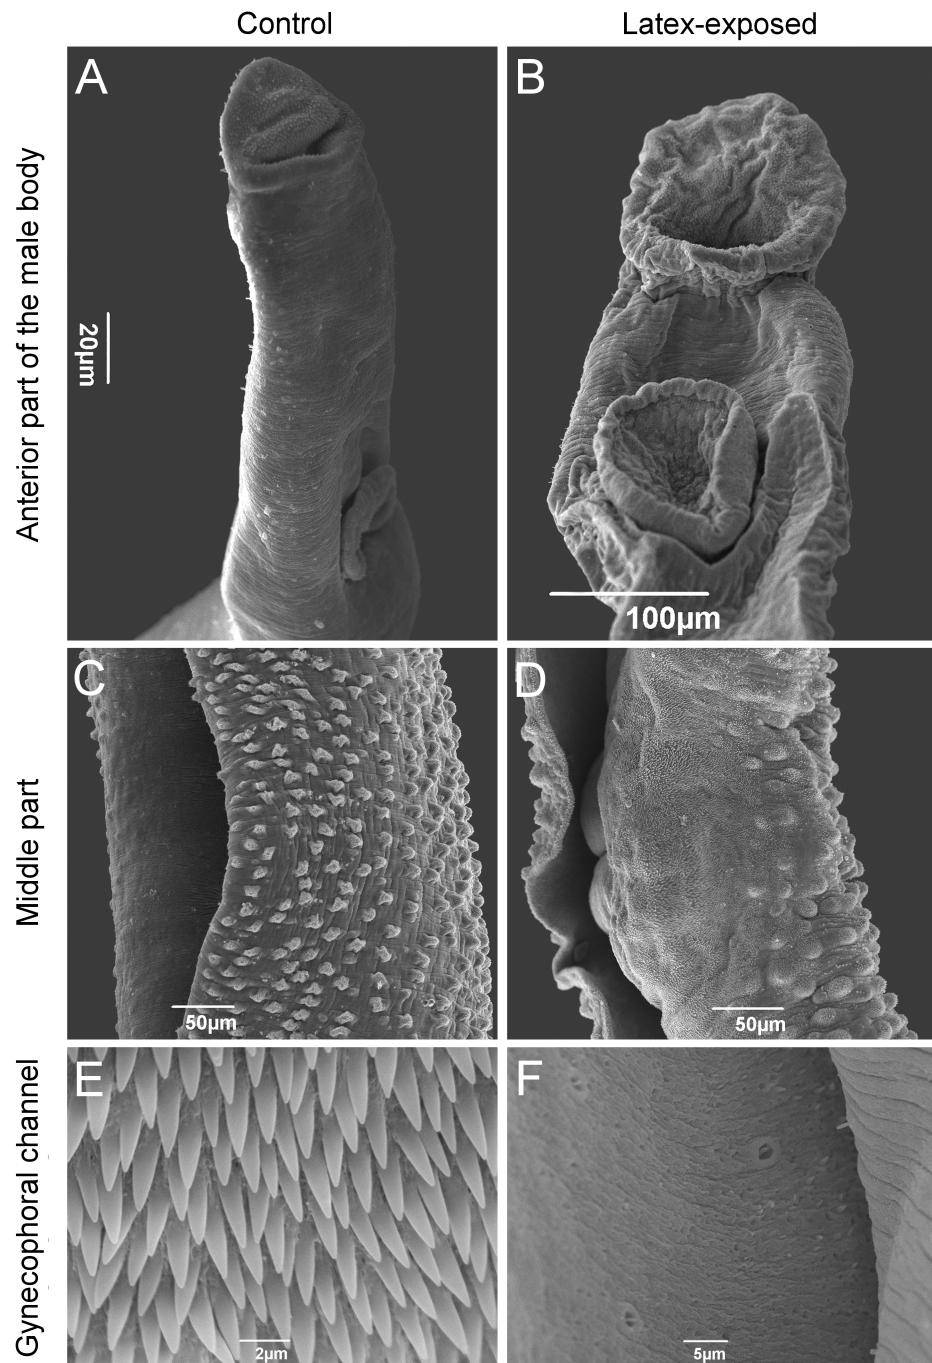 Control
Latex-exposed
Anterior part of the male body
A
20µm
B
100µm
Middle part
C
50µm
D
50µm
Gynecophoral channel
E
2µm
F
5µm